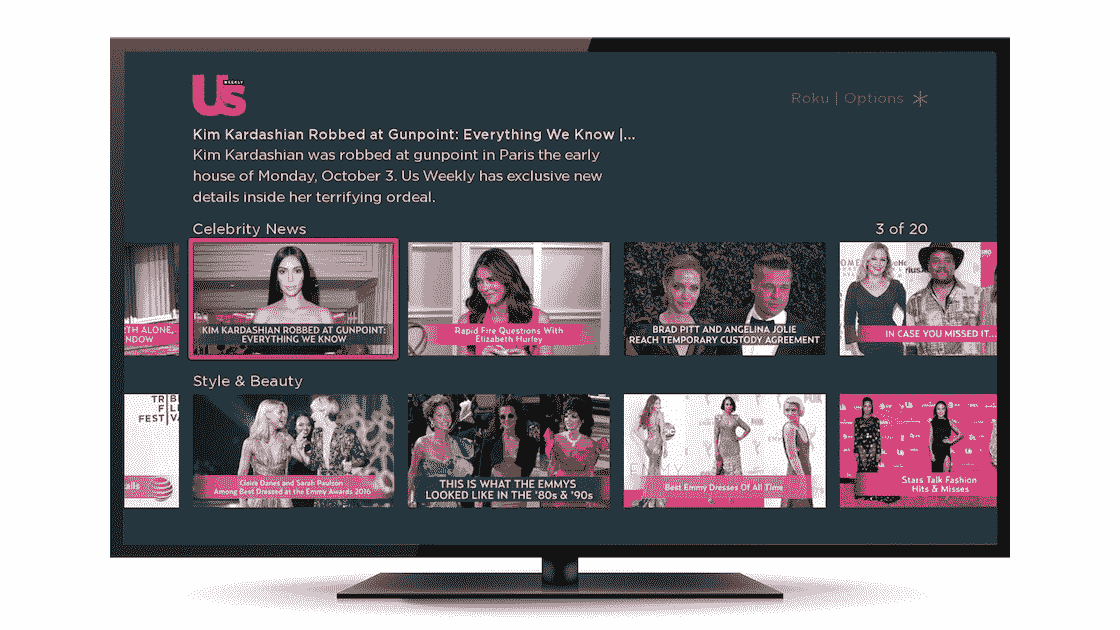 Us
WEEKLY
Roku | Options
Kim Kardashian Robbed at Gunpoint: Everything We Know |...
Kim Kardashian was robbed at gunpoint in Paris the early
house of Monday, October 3. Us Weekly has exclusive new
details inside her terrifying ordeal.
Celebrity News
3 of 20
TH ALONE,
NDOW
KIM KARDASHIAN ROBBED AT GUNPOINT:
EVERYTHING WE KNOW
Rapid Fire Questions With
Elizabeth Hurley
BRAD PITT AND ANGELINA JOLIE
REACH TEMPORARY CUSTODY AGREEMENT
IN CASE YOU MISSED IT...
Style & Beauty
TRIB
FIL
FESTIV
alls
Claire Danes and Sarah Paulson
Among Best Dressed at the Emmy Awards 2016
THIS IS WHAT THE EMMYS
LOOKED LIKE IN THE '80s & '90s
EMMY
Best Emmy Dresses Of All Time
Stars Talk Fashion
Hits & Misses